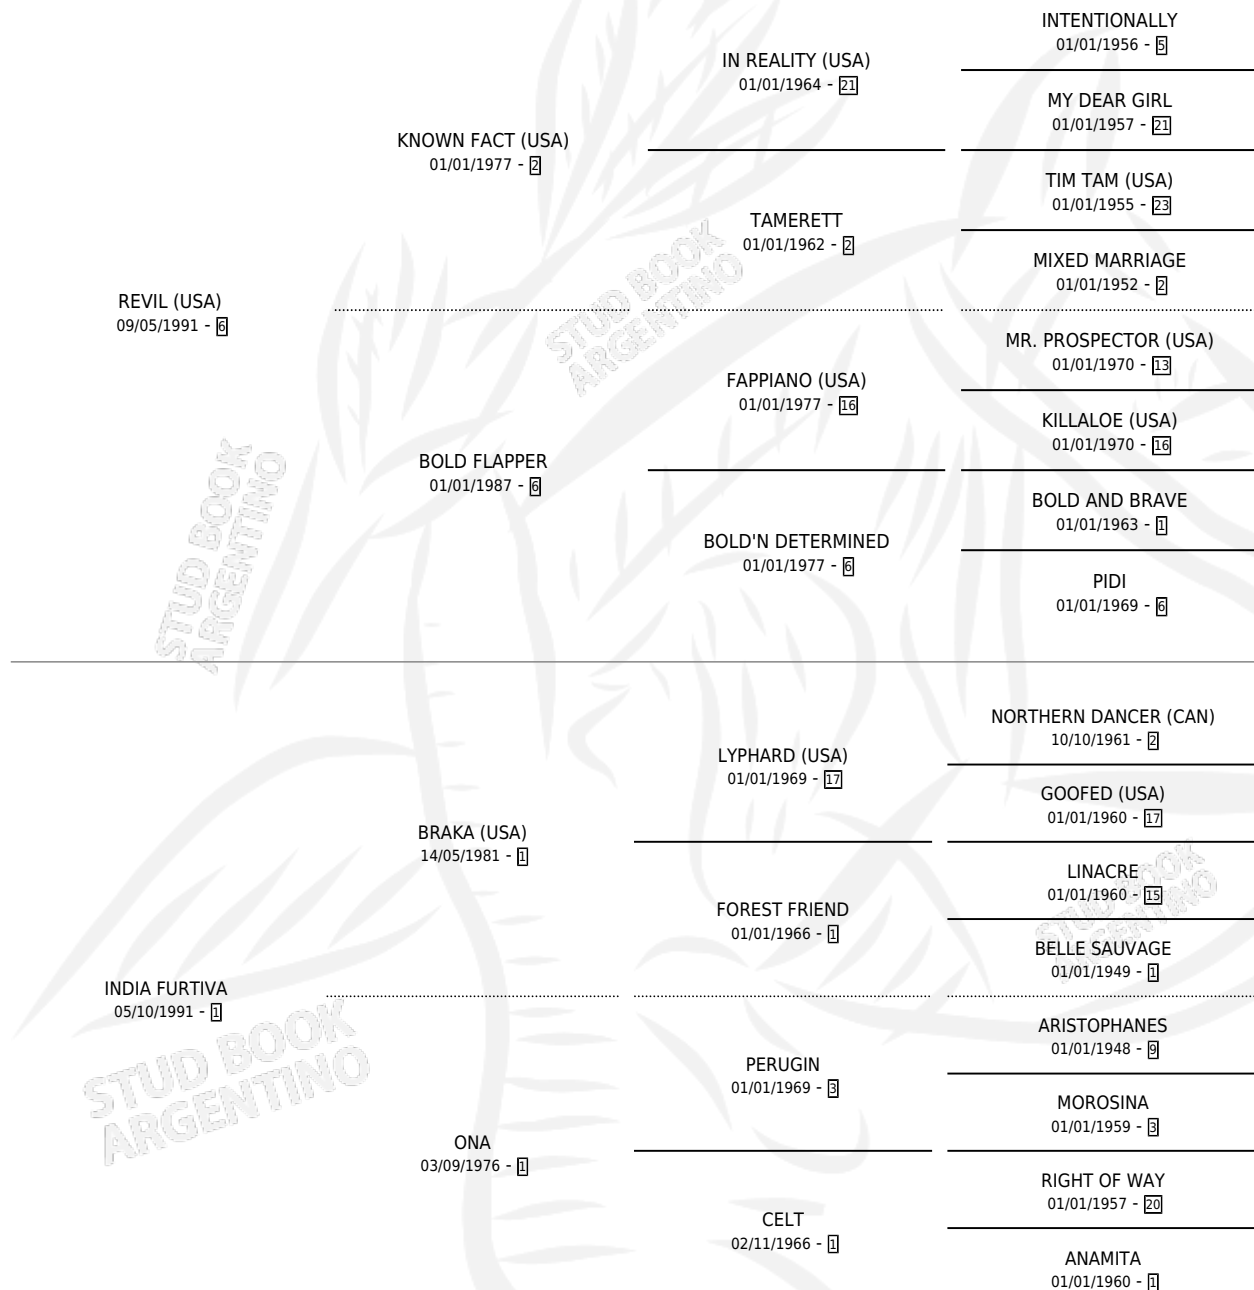 INTENTIONALLY
01/01/1956 - 5
IN REALITY (USA)
01/01/1964 - 21
MY DEAR GIRL
01/01/1957 - 21
KNOWN FACT (USA)
01/01/1977 - 2
TIM TAM (USA)
01/01/1955 - 23
TAMERETT
01/01/1962 - 2
MIXED MARRIAGE
01/01/1952 - 2
REVIL (USA)
09/05/1991 - 6
MR. PROSPECTOR (USA)
01/01/1970 - 13
FAPPIANO (USA)
01/01/1977 - 16
KILLALOE (USA)
01/01/1970 - 16
BOLD FLAPPER
01/01/1987 - 6
BOLD AND BRAVE
01/01/1963 - 1
BOLD'N DETERMINED
01/01/1977 - 6
PIDI
01/01/1969 - 6
NORTHERN DANCER (CAN)
10/10/1961 - 2
LYPHARD (USA)
01/01/1969 - 17
GOOFED (USA)
01/01/1960 - 17
BRAKA (USA)
14/05/1981 - 1
LINACRE
01/01/1960 - 15
FOREST FRIEND
01/01/1966 - 1
BELLE SAUVAGE
01/01/1949 - 1
INDIA FURTIVA
05/10/1991 - 1
ARISTOPHANES
01/01/1948 - 9
PERUGIN
01/01/1969 - 3
MOROSINA
01/01/1959 - 3
ONA
03/09/1976 - 1
RIGHT OF WAY
01/01/1957 - 20
CELT
02/11/1966 - 1
ANAMITA
01/01/1960 - 1
STUD BOOK
ARGENTINO
STUD BOOK
ARGENTINO
STUD BOOK
ARGENTINO
STUD BOOK
ARGENTINO